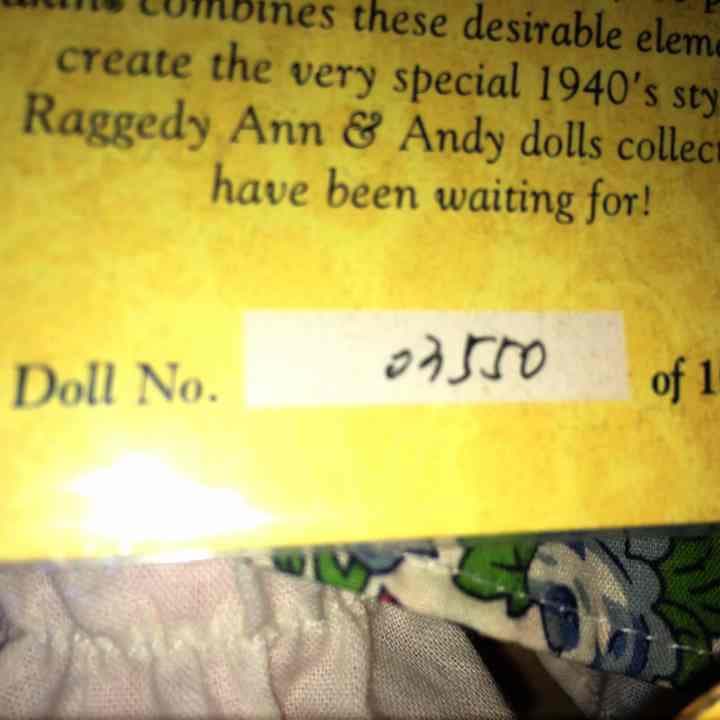 combines these desirable
create the very special 1940's
Raggedy Ann & Andy dolls
have been waiting for!
Doll No. 03550 of